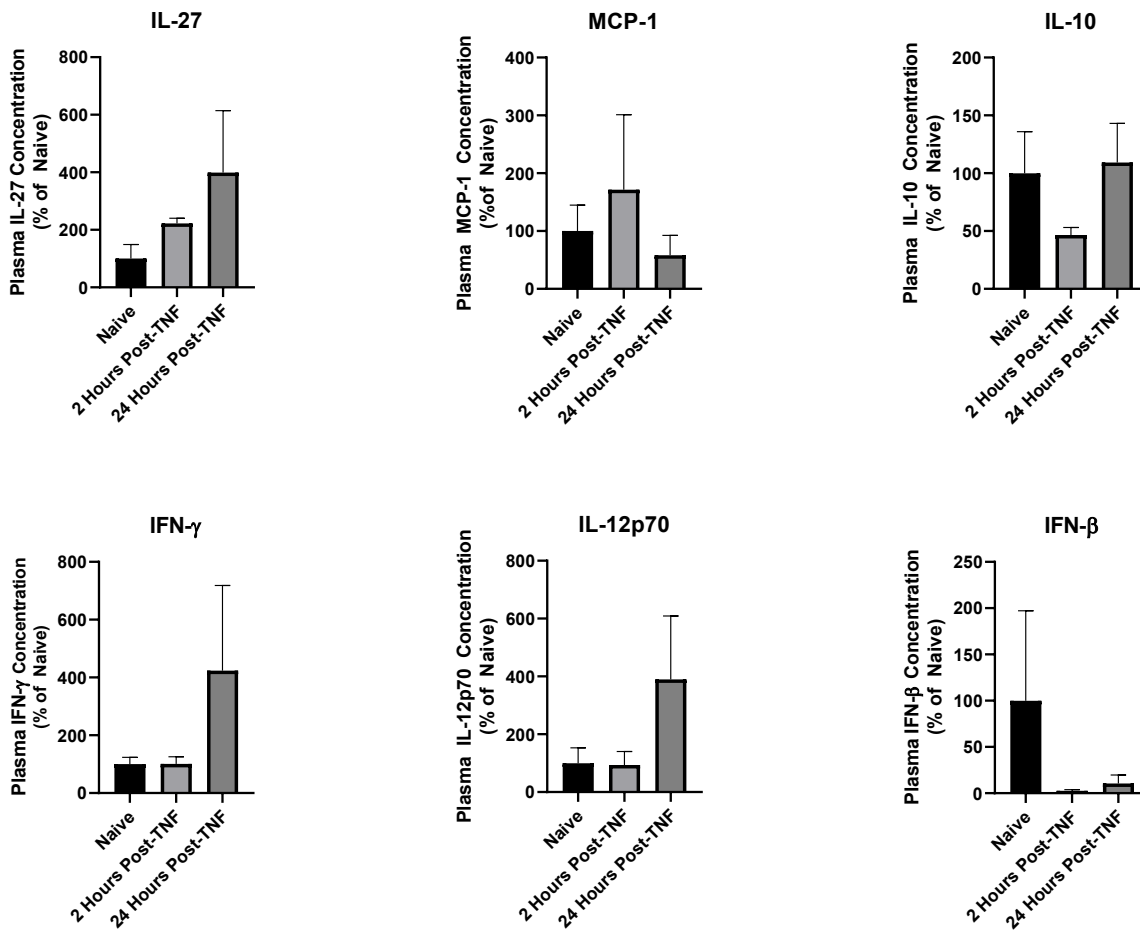 IL-27
Plasma IL-27 Concentration
(% of Naive)
800
600
400
200
0
Naive
2 Hours Post-TNF
24 Hours Post-TNF
MCP-1
Plasma MCP-1 Concentration
(%of Naive)
400
300
200
100
0
Naive
2 Hours Post-TNF
24 Hours Post-TNF
IL-10
Plasma IL-10 Concentration
(% of Naive)
200
150
100
50
0
Naive
2 Hours Post-TNF
24 Hours Post-TNF
IFN-γ
Plasma IFN-γ Concentration
(% of Naive)
800
600
400
200
0
Naive
2 Hours Post-TNF
24 Hours Post-TNF
IL-12p70
Plasma IL-12p70 Concentration
(% of Naive)
800
600
400
200
0
Naive
2 Hours Post-TNF
24 Hours Post-TNF
IFN-β
Plasma IFN-β Concentration
(% of Naive)
250
200
150
100
50
0
Naive
2 Hours Post-TNF
24 Hours Post-TNF